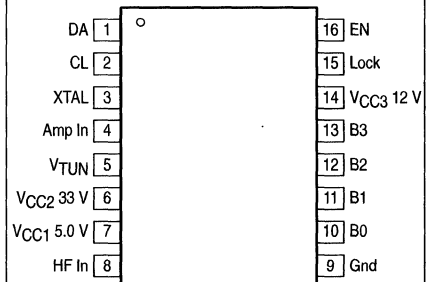 DA 1 16 EN
CL 2 15 Lock
XTAL 3 14 VCC3 12 V
Amp In 4 13 B3
VTUN 5 12 B2
VCC2 33 V 6 11 B1
VCC1 5.0 V 7 10 B0
HF In 8 9 Gnd